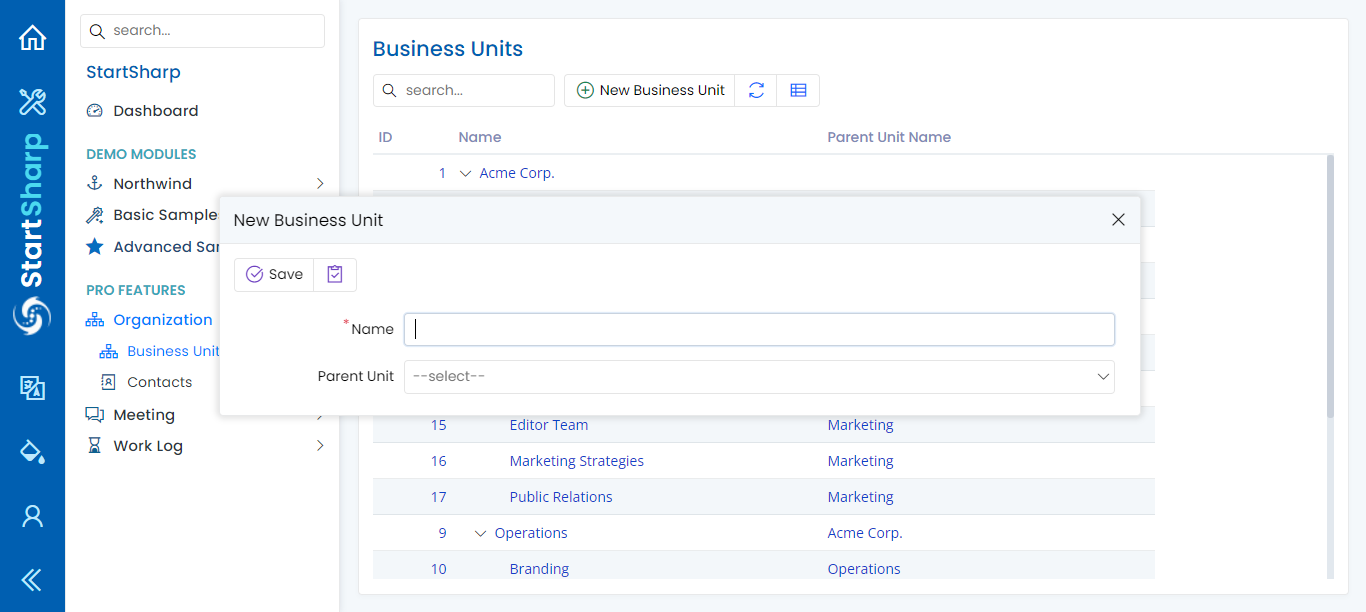 StartSharp
search...
StartSharp
Dashboard
DEMO MODULES
Northwind
Basic Sample
Advanced Sa
PRO FEATURES
Organization
Business Unit
Contacts
Meeting
Work Log
Business Units
search...
New Business Unit
ID Name Parent Unit Name
1 Acme Corp.
New Business Unit
Save
*Name
Parent Unit --select--
15 Editor Team Marketing
16 Marketing Strategies Marketing
17 Public Relations Marketing
9 Operations Acme Corp.
10 Branding Operations